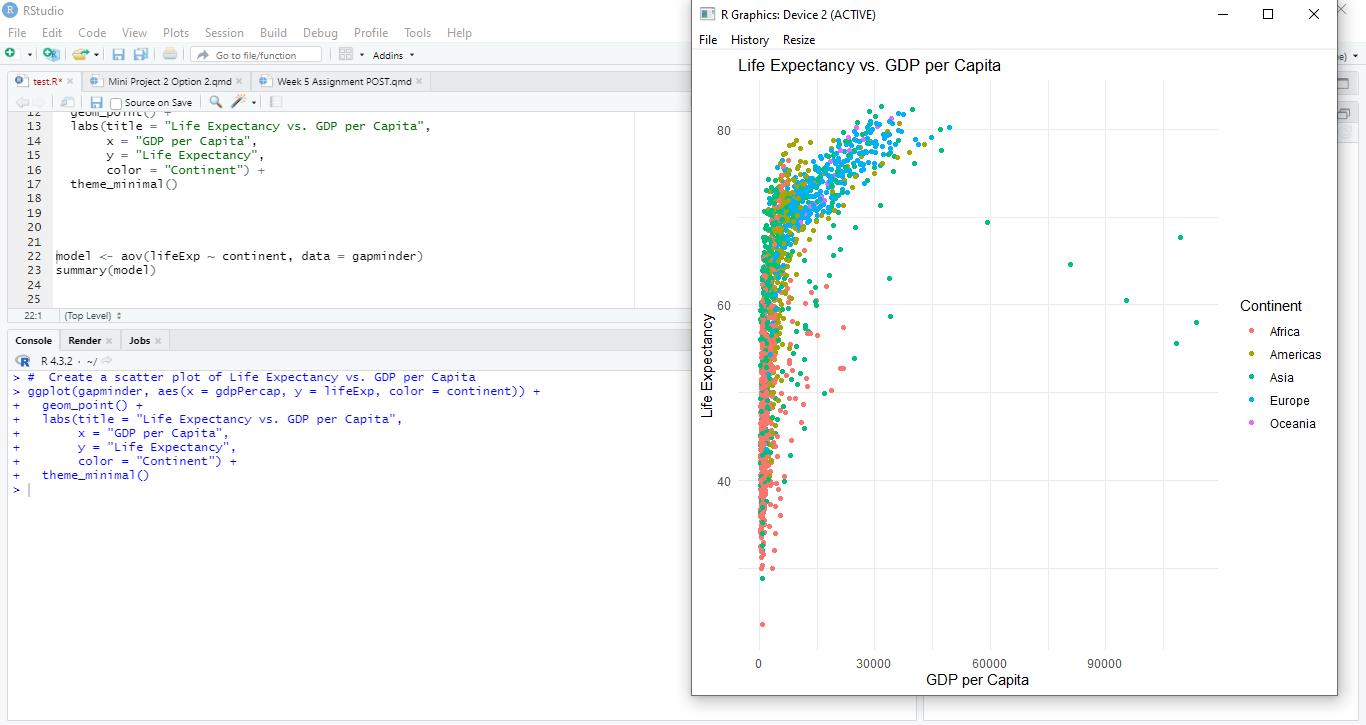 RStudio
File Edit Code View Plots Session Build Debug Profile Tools Help
Go to file/function Addins
test.R* Mini Project 2 Option 2.qmd Week 5 Assignment POST.qmd
Source on Save
12 geom_point() +
13 labs(title = "Life Expectancy vs. GDP per Capita",
14 x = "GDP per Capita",
15 y = "Life Expectancy",
16 color = "Continent") +
17 theme_minimal()
18
19
20
21
22 model <- aov(lifeExp ~ continent, data = gapminder)
23 summary(model)
24
25
22:1 (Top Level)
Console Render Jobs
R 4.3.2 · ~/
> #  Create a scatter plot of Life Expectancy vs. GDP per Capita
> ggplot(gapminder, aes(x = gdpPercap, y = lifeExp, color = continent)) +
+ geom_point() +
+ labs(title = "Life Expectancy vs. GDP per Capita",
+ x = "GDP per Capita",
+ y = "Life Expectancy",
+ color = "Continent") +
+ theme_minimal()
>
R Graphics: Device 2 (ACTIVE)
File History Resize
Life Expectancy vs. GDP per Capita
80
60
40
Life Expectancy
0 30000 60000 90000
GDP per Capita
Continent
Africa
Americas
Asia
Europe
Oceania